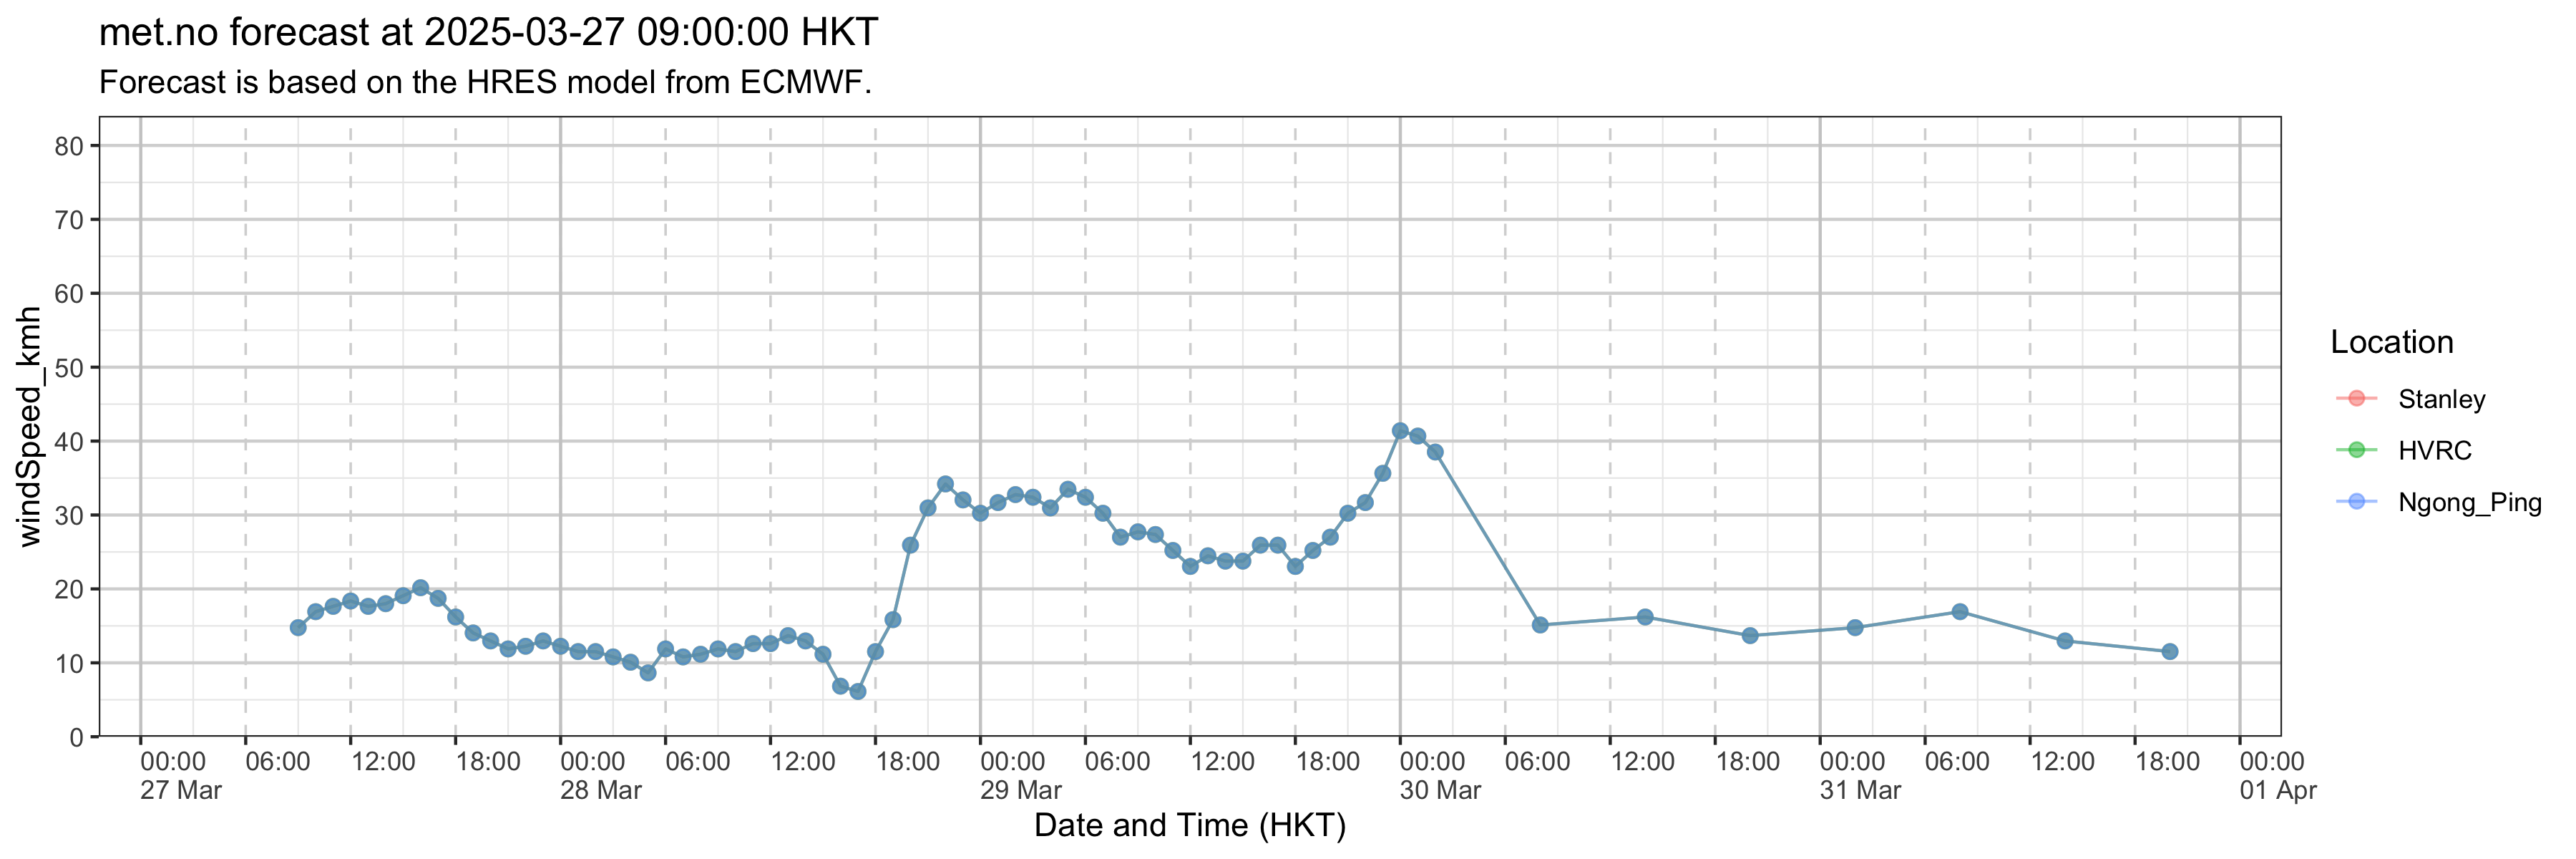 met.no forecast at 2025-03-27 09:00:00 HKT
Forecast is based on the HRES model from ECMWF.
windSpeed_kmh
80
70
60
50
40
30
20
10
0
00:00 06:00 12:00 18:00 00:00 06:00 12:00 18:00 00:00 06:00 12:00 18:00 00:00 06:00 12:00 18:00 00:00 06:00 12:00 18:00 00:00
27 Mar 28 Mar 29 Mar 30 Mar 31 Mar 01 Apr
Date and Time (HKT)
Location
Stanley
HVRC
Ngong_Ping